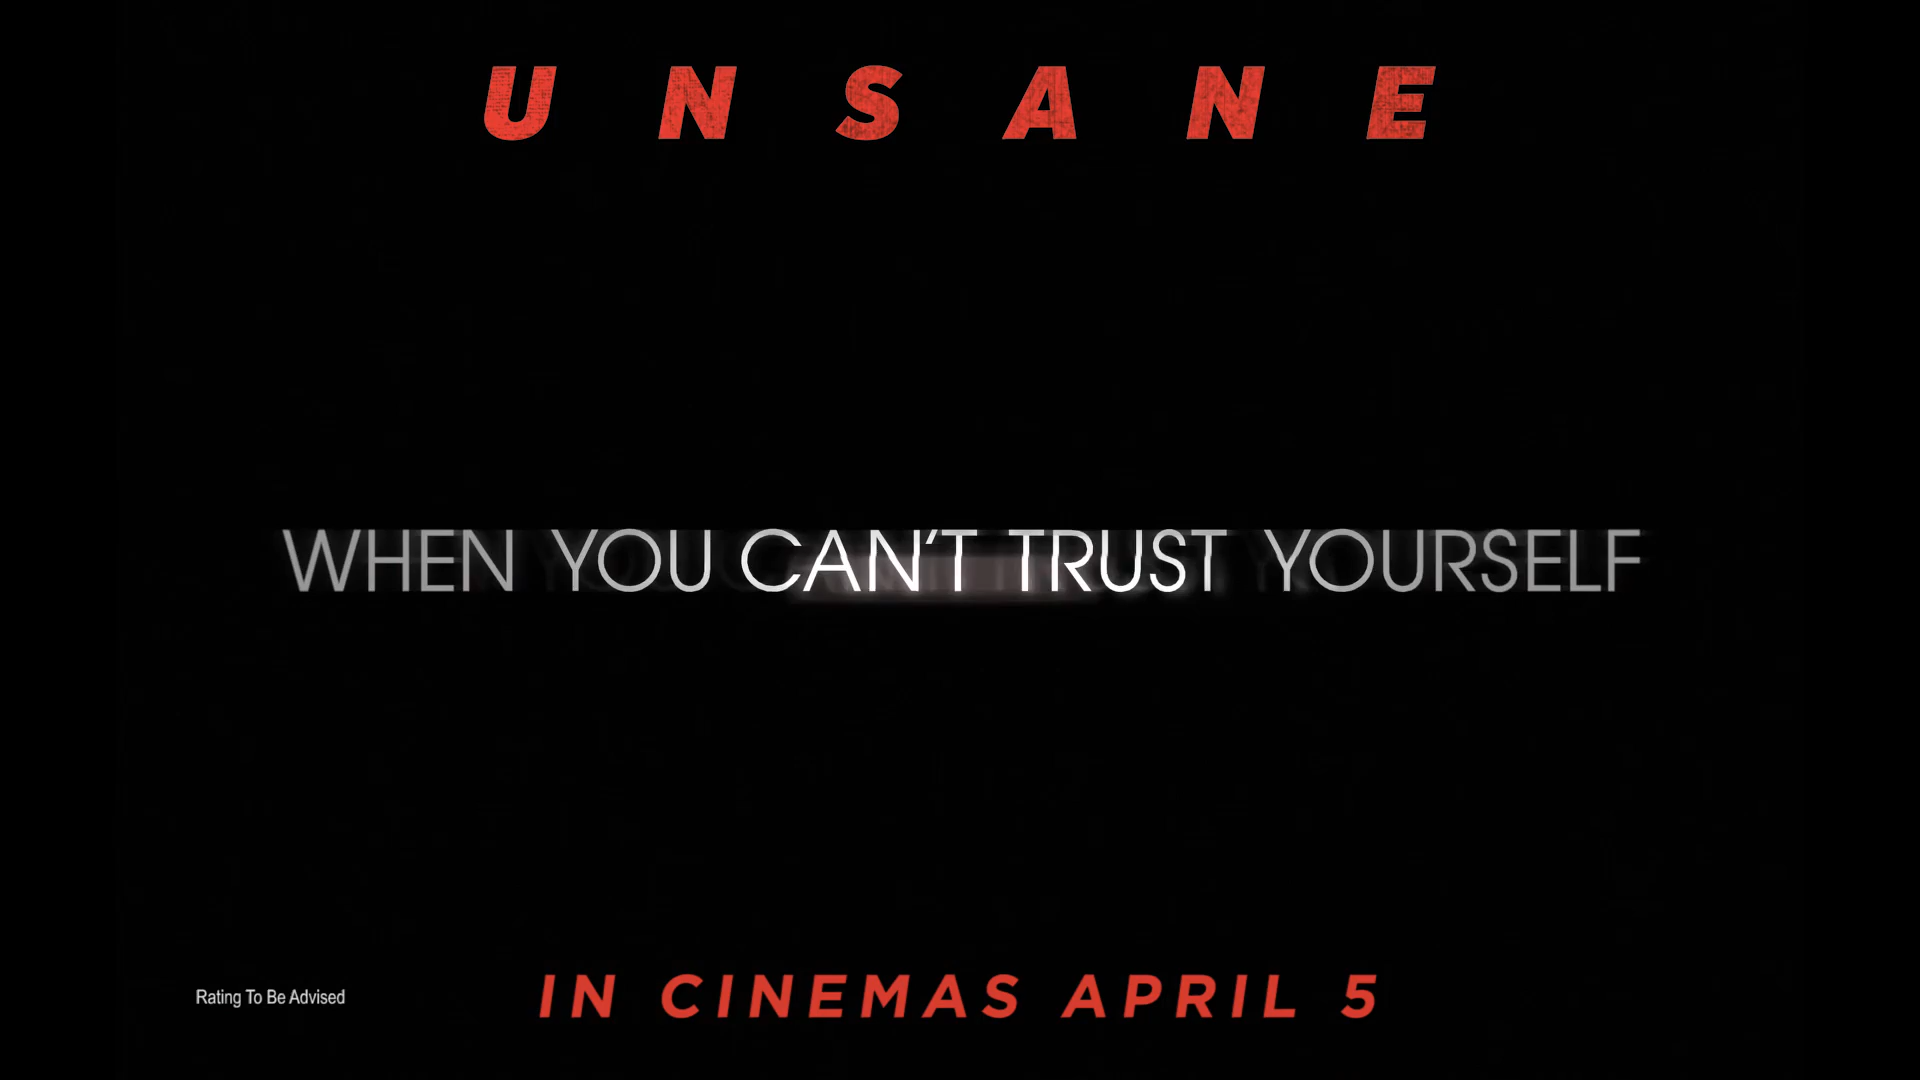 UNSANE
WHEN YOU CAN'T TRUST YOURSELF
Rating To Be Advised
IN CINEMAS APRIL 5